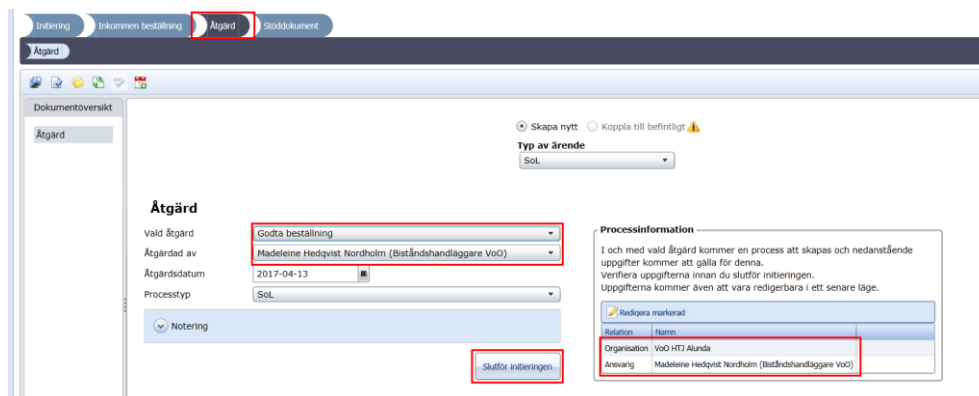 Initiering Inkommen beställning Åtgärd Stöddokument
Åtgärd
Dokumentöversikt
Åtgärd
Skapa nytt Koppla till befintligt
Typ av ärende
SoL
Åtgärd
Vald åtgärd Godta beställning
Åtgärdad av Madeleine Hedqvist Nordholm (Biståndshandläggare VoO)
Åtgärdsdatum 2017-04-13
Processtyp SoL
Notering
Slutför initieringen
Processinformation
I och med vald åtgärd kommer en process att skapas och nedanstående
uppgifter kommer att gälla för denna.
Verifiera uppgifterna innan du slutför initieringen.
Uppgifterna kommer även att vara redigerbara i ett senare läge.
Redigera markerad
Relation Namn
Organisation VoO HTJ Alunda
Ansvarig Madeleine Hedqvist Nordholm (Biståndshandläggare VoO)